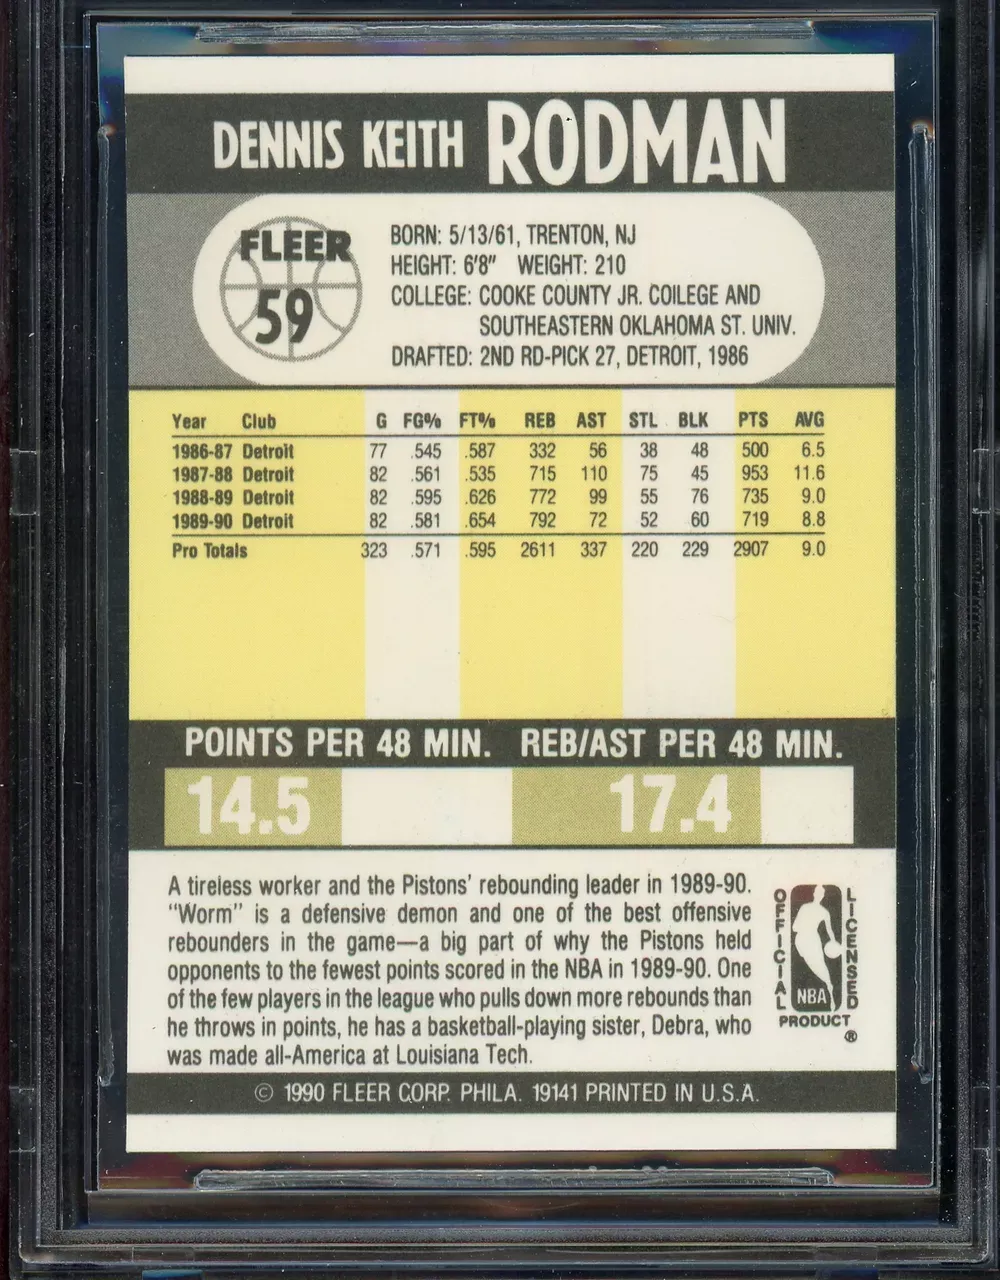 DENNIS KEITH RODMAN
FLEER
59
BORN: 5/13/61, TRENTON, NJ
HEIGHT: 6'8" WEIGHT: 210
COLLEGE: COOKE COUNTY JR. COILEGE AND
SOUTHEASTERN OKLAHOMA ST. UNIV.
DRAFTED: 2ND RD-PICK 27, DETROIT, 1986
Year Club G FG% FT% REB AST STL BLK PTS AVG
1986-87 Detroit 77 .545 .587 332 56 38 48 500 6.5
1987-88 Detroit 82 .561 .535 715 110 75 45 953 11.6
1988-89 Detroit 82 .595 .626 772 99 55 76 735 9.0
1989-90 Detroit 82 .581 .654 792 72 52 60 719 8.8
Pro Totals 323 .571 .595 2611 337 220 229 2907 9.0
POINTS PER 48 MIN. REB/AST PER 48 MIN.
14.5 17.4
A tireless worker and the Pistons' rebounding leader in 1989-90.
"Worm" is a defensive demon and one of the best offensive
rebounders in the game—a big part of why the Pistons held
opponents to the fewest points scored in the NBA in 1989-90. One
of the few players in the league who pulls down more rebounds than
he throws in points, he has a basketball-playing sister, Debra, who
was made all-America at Louisiana Tech.
OFFICIAL
LICENSED
NBA
PRODUCT
®
© 1990 FLEER CORP. PHILA. 19141 PRINTED IN U.S.A.